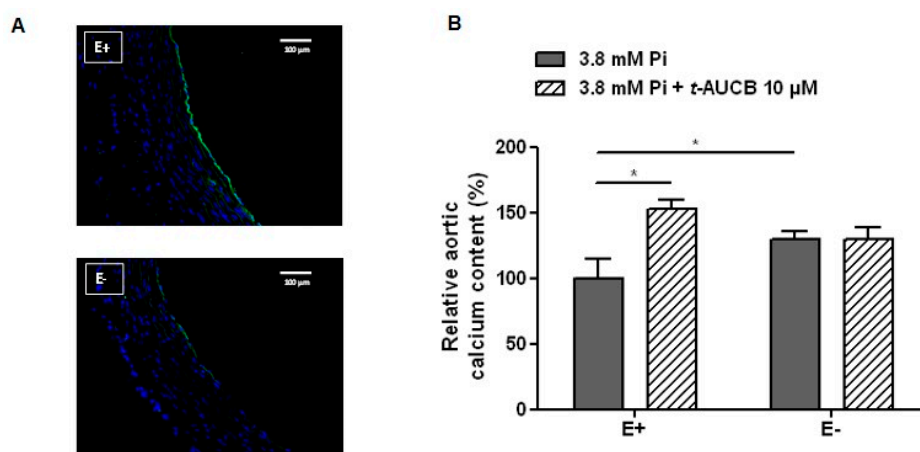 A
E+
100 µm
E-
100 µm
B
3.8 mM Pi
3.8 mM Pi + t-AUCB 10 µM
Relative aortic
calcium content (%)
200
150
100
50
0
*
*
E+
E-